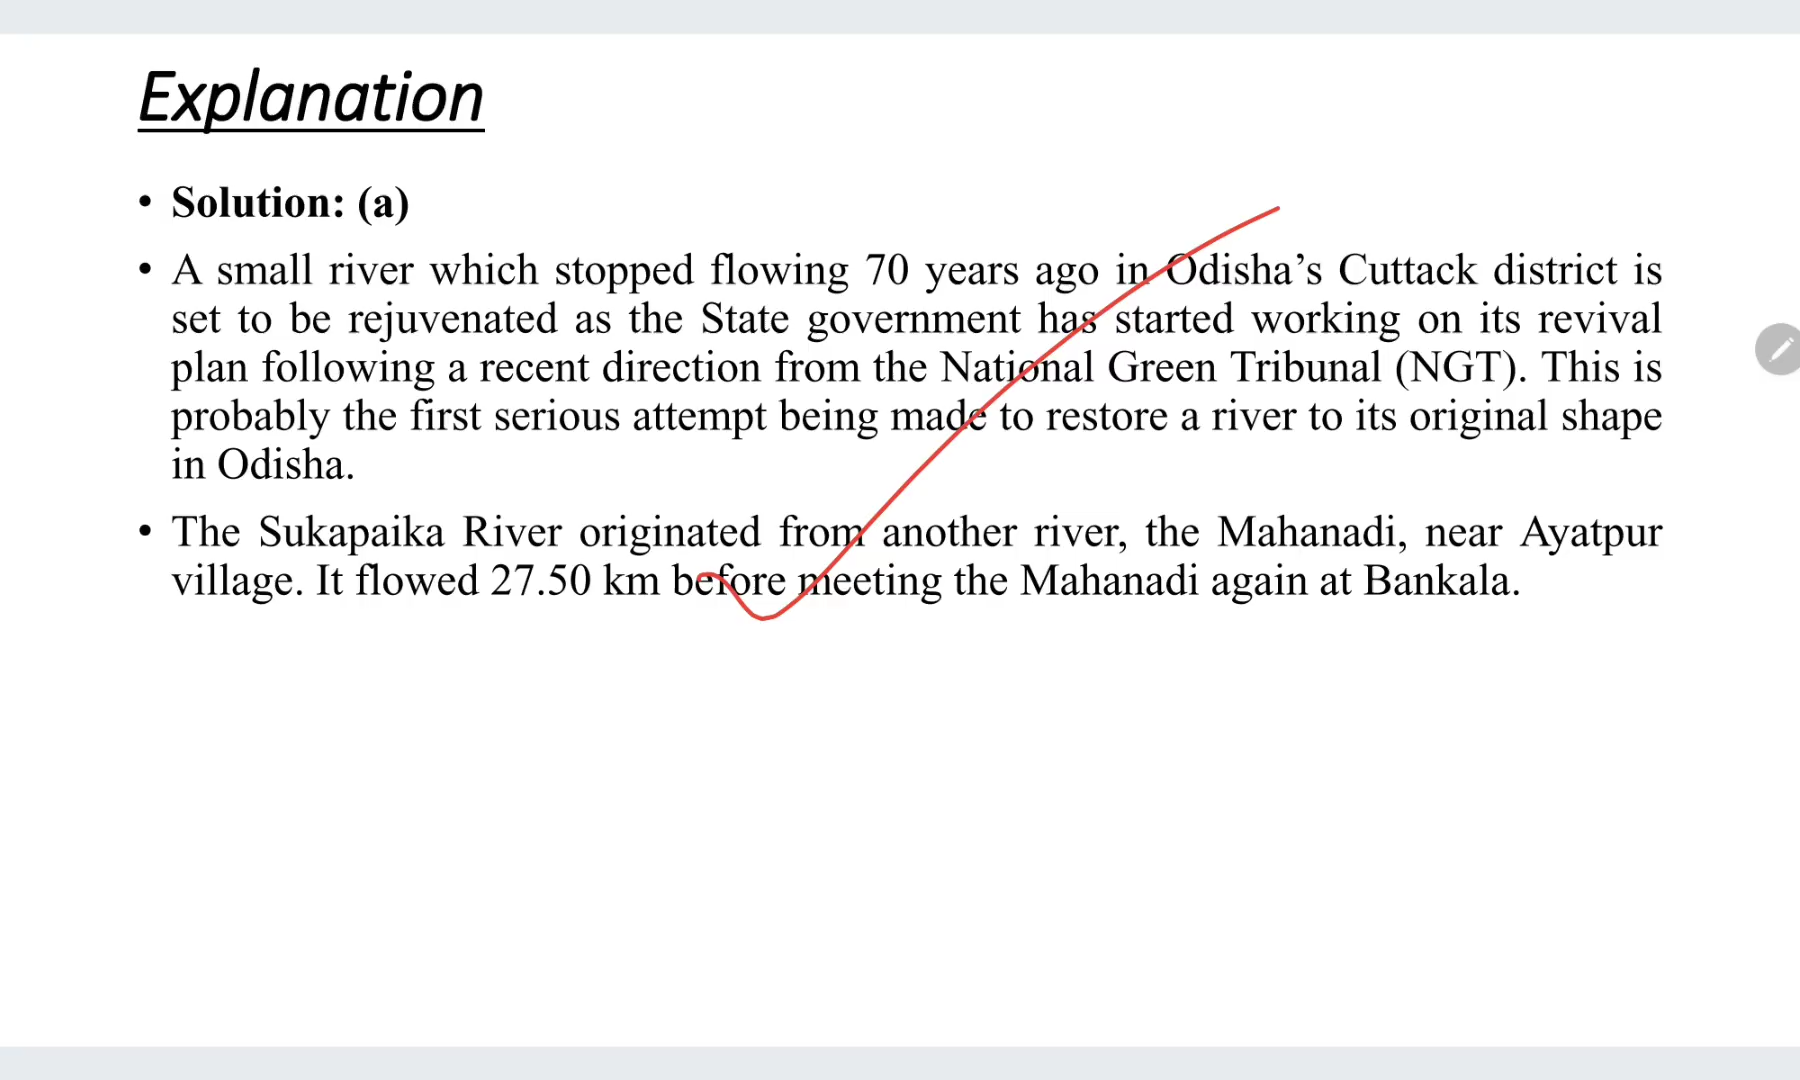 Explanation
• Solution: (a)
• A small river which stopped flowing 70 years ago in Odisha’s Cuttack district is
set to be rejuvenated as the State government has started working on its revival
plan following a recent direction from the National Green Tribunal (NGT). This is
probably the first serious attempt being made to restore a river to its original shape
in Odisha.
• The Sukapaika River originated from another river, the Mahanadi, near Ayatpur
village. It flowed 27.50 km before meeting the Mahanadi again at Bankala.